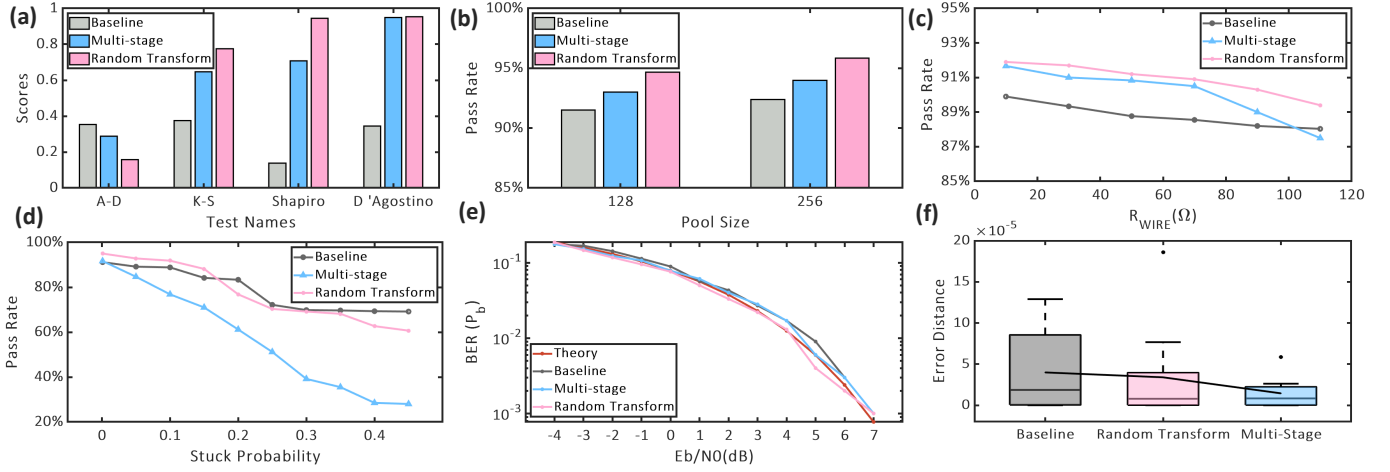 (a)
1
0.8
0.6
0.4
0.2
0
Scores
Baseline
Multi-stage
Random Transform
A-D
K-S
Shapiro
D 'Agostino
Test Names
(b)
100%
95%
90%
85%
Pass Rate
Baseline
Multi-stage
Random Transform
128
256
Pool Size
(c)
95%
93%
91%
89%
87%
85%
Pass Rate
Baseline
Multi-stage
Random Transform
0 20 40 60 80 100 120
R_WIRE(Ω)
(d)
100%
80%
60%
40%
20%
Pass Rate
Baseline
Multi-stage
Random Transform
0 0.1 0.2 0.3 0.4
Stuck Probability
(e)
10⁻¹
10⁻²
10⁻³
BER (P_b)
Theory
Baseline
Multi-stage
Random Transform
-4 -3 -2 -1 0 1 2 3 4 5 6 7
Eb/N0(dB)
(f)
× 10⁻⁵
20
15
10
5
0
Error Distance
Baseline
Random Transform
Multi-Stage